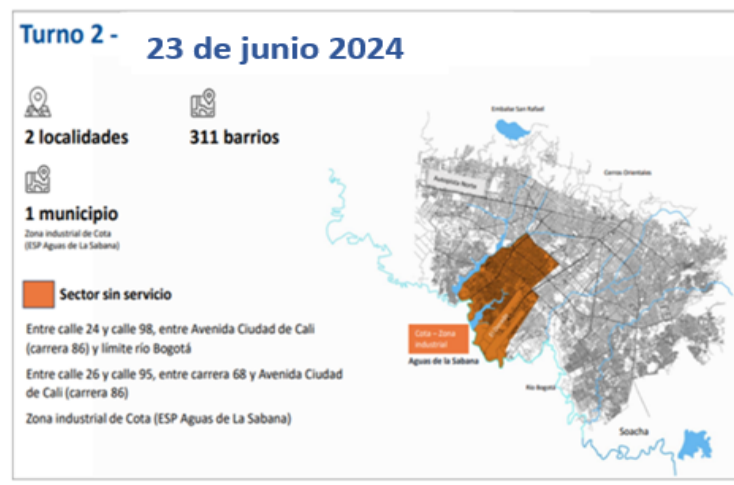 Turno 2 - 23 de junio 2024
2 localidades
311 barrios
1 municipio
Zona industrial de Cota
(ESP Aguas de La Sabana)
Sector sin servicio
Entre calle 24 y calle 98, entre Avenida Ciudad de Cali
(carrera 86) y límite río Bogotá
Entre calle 26 y calle 95, entre carrera 68 y Avenida Ciudad
de Cali (carrera 86)
Zona industrial de Cota (ESP Aguas de La Sabana)
Embalse San Rafael
Cerros Orientales
Autopista Norte
Cota – Zona
industrial
Aguas de la Sabana
Río Bogotá
Soacha